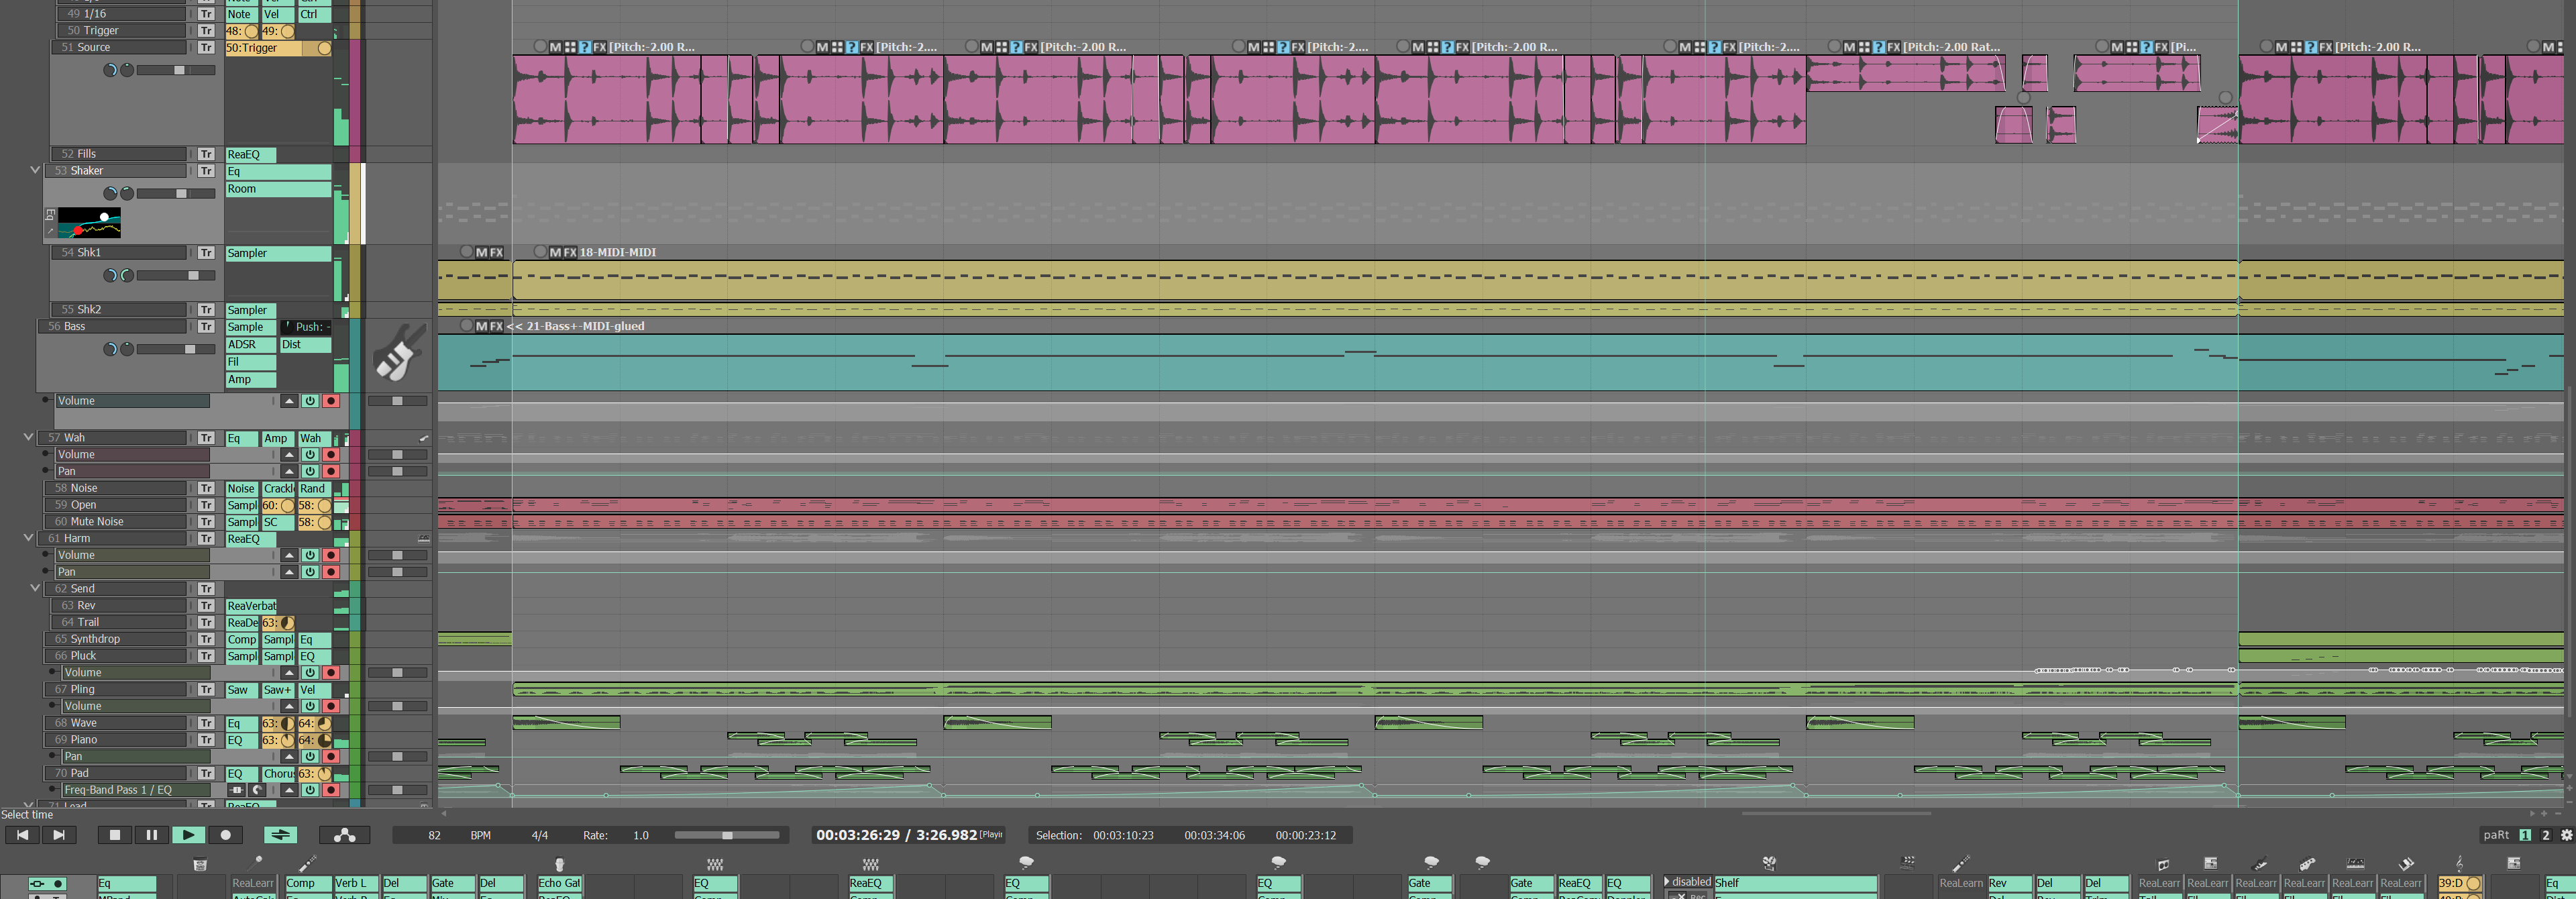 49 1/16 Tr Note Vel Ctrl
50 Trigger Tr 48: 49:
51 Source Tr 50:Trigger
M ? FX [Pitch:-2.00 R... M ? FX [Pitch:-2.... M ? FX [Pitch:-2.00 R... M ? FX [Pitch:-2.... M ? FX [Pitch:-2.00 R... M ? FX [Pitch:-2.... M ? FX [Pitch:-2.00 Rat... M ? FX [Pi... M ? FX [Pitch:-2.00 R... M
52 Fills Tr ReaEQ
53 Shaker Tr Eq
Room
Eq
54 Shk1 Tr Sampler M FX M FX 18-MIDI-MIDI
55 Shk2 Tr Sampler
56 Bass Tr Sample Push: - M FX << 21-Bass+-MIDI-glued
ADSR Dist
Fil
Amp
Volume
57 Wah Tr Eq Amp Wah
Volume
Pan
58 Noise Tr Noise Crackl Rand
59 Open Tr Sampl 60: 58:
60 Mute Noise Tr Sampl SC 58:
61 Harm Tr ReaEQ
Volume
Pan
62 Send Tr
63 Rev Tr ReaVerbat
64 Trail Tr ReaDe 63:
65 Synthdrop Tr Comp Sampl Eq
66 Pluck Tr Sampl Sampl EQ
Volume
67 Pling Tr Saw Saw+ Vel
Volume
68 Wave Tr Eq 63: 64:
69 Piano Tr EQ 63: 64:
Pan
70 Pad Tr EQ Chorus 63:
Freq-Band Pass 1 / EQ
71 Lead Tr ReaEQ
Select time
82 BPM 4/4 Rate: 1.0 00:03:26:29 / 3:26.982 [Playi Selection: 00:03:10:23 00:03:34:06 00:00:23:12 paRt 1 2
Eq ReaLearn Comp Verb L Del Gate Del Echo Gat EQ ReaEQ EQ EQ Gate Gate ReaEQ EQ disabled Shelf ReaLearn Rev Del Del ReaLearr ReaLearr ReaLearr ReaLearr ReaLearr ReaLearr 39:D Eq